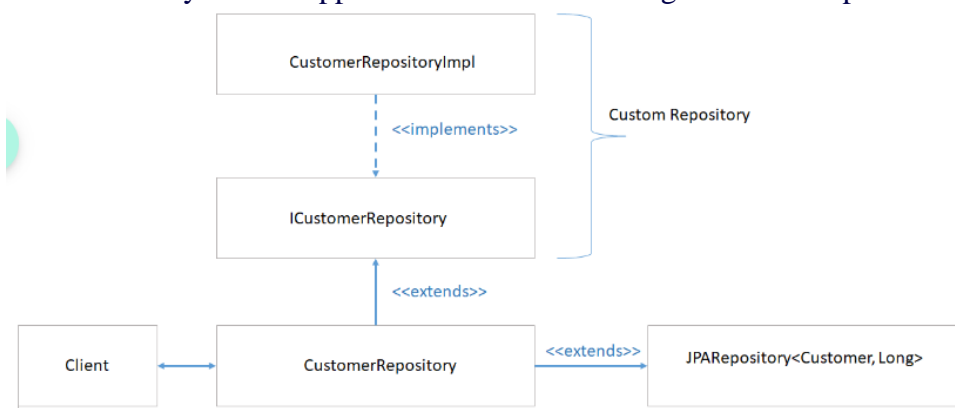 CustomerRepositoryImpl
Custom Repository
<<implements>>
ICustomerRepository
<<extends>>
Client
CustomerRepository
<<extends>>
JPARepository<Customer, Long>